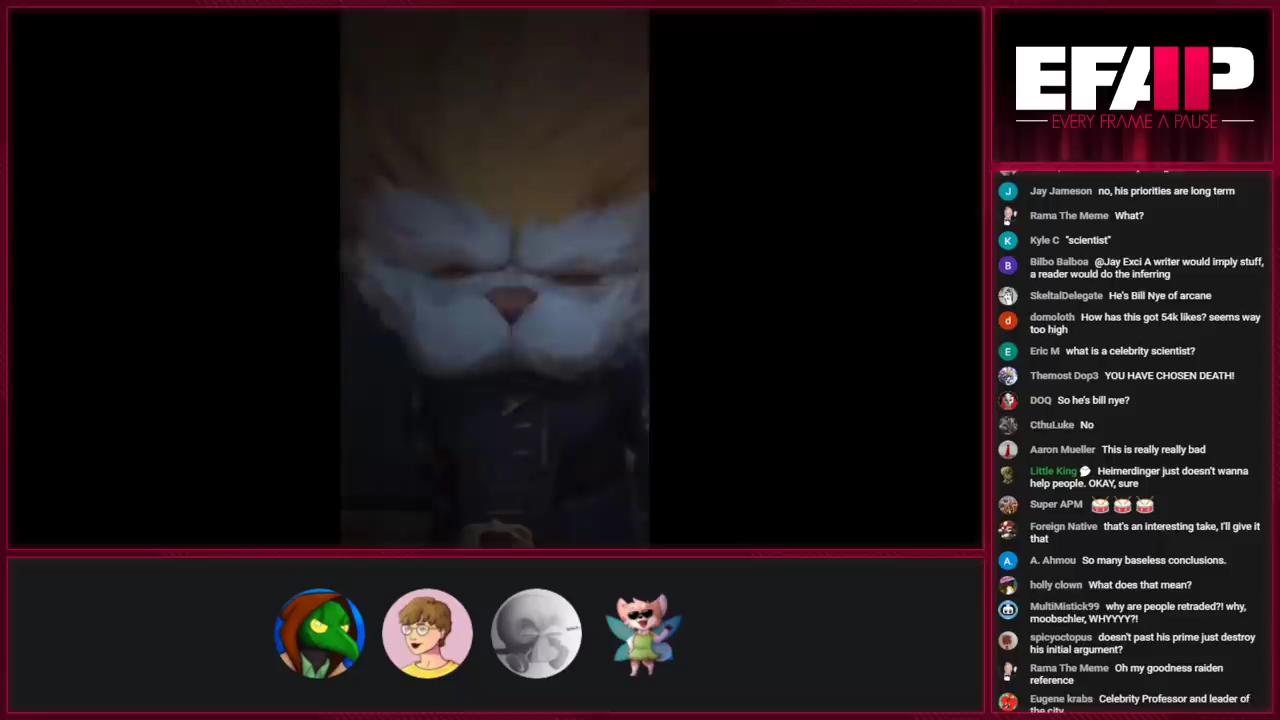 EFAP
EVERY FRAME A PAUSE
J Jay Jameson no, his priorities are long term
Rama The Meme What?
K Kyle C "scientist"
B Bilbo Balboa @Jay Exci A writer would imply stuff,
a reader would do the inferring
SkeltalDelegate He's Bill Nye of arcane
d domoloth How has this got 54k likes? seems way
too high
E Eric M what is a celebrity scientist?
Themost Dop3 YOU HAVE CHOSEN DEATH!
DOQ So he's bill nye?
CthuLuke No
Aaron Mueller This is really really bad
Little King Heimerdinger just doesn't wanna
help people. OKAY, sure
Super APM 🥁 🥁 🥁
Foreign Native that's an interesting take, I'll give it
that
A. A. Ahmou So many baseless conclusions.
holly clown What does that mean?
MultiMistick99 why are people retraded?! why,
moobschler, WHYYYY?!
spicyoctopus doesn't past his prime just destroy
his initial argument?
Rama The Meme Oh my goodness raiden
reference
Eugene krabs Celebrity Professor and leader of
the city